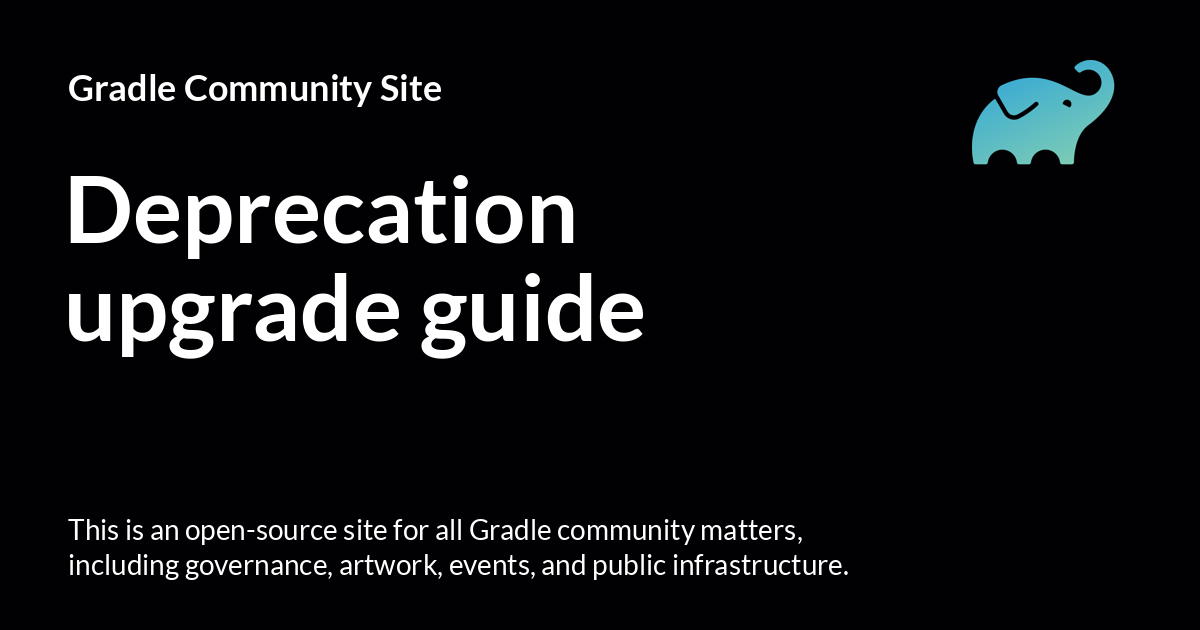 Gradle Community Site
Deprecation
upgrade guide
This is an open-source site for all Gradle community matters,
including governance, artwork, events, and public infrastructure.